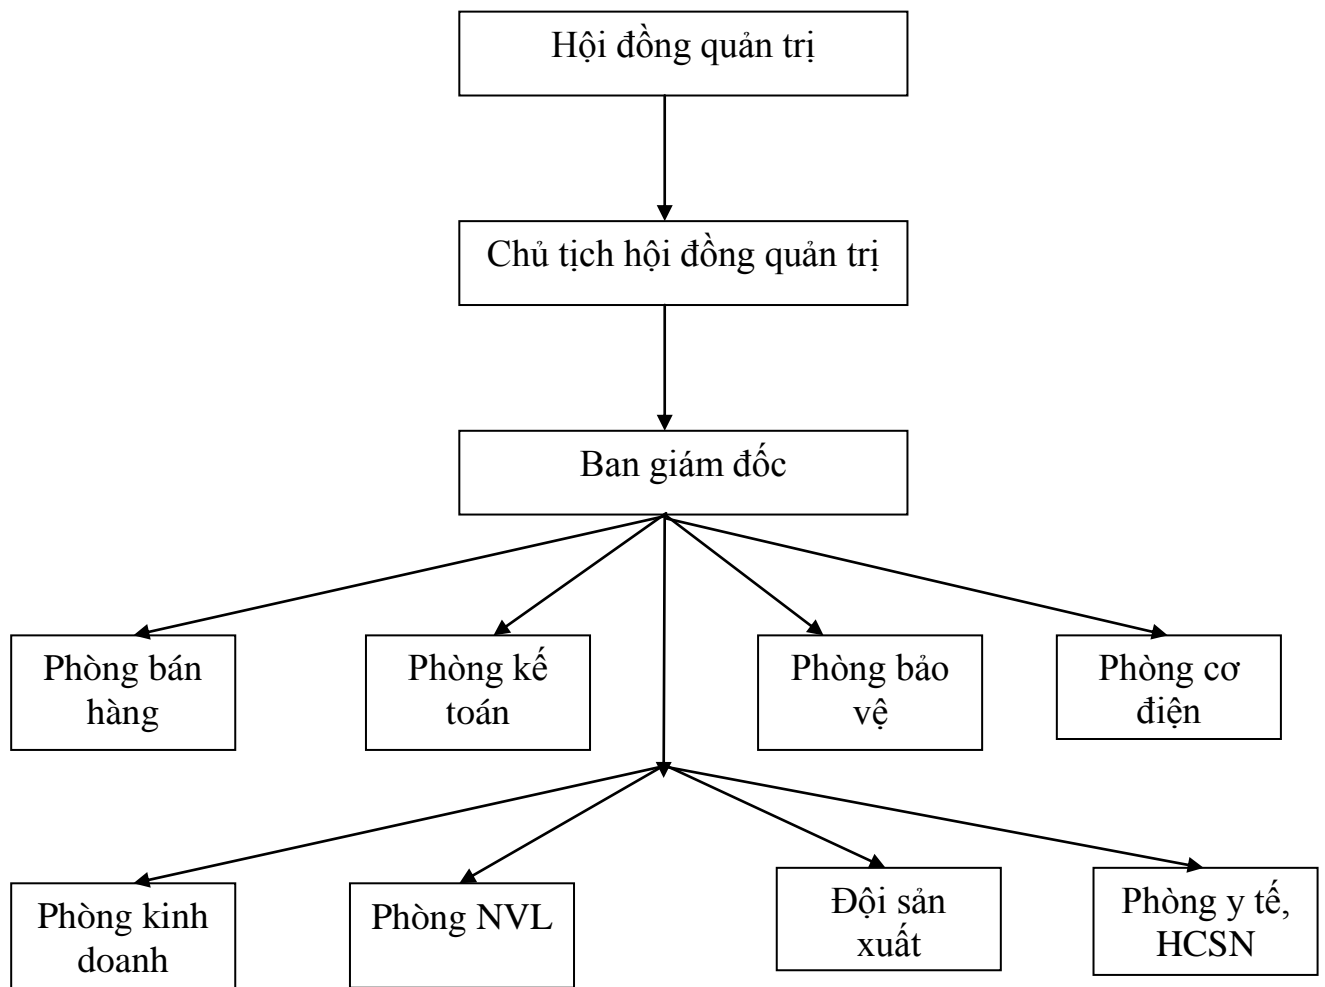 Hội đồng quản trị
Chủ tịch hội đồng quản trị
Ban giám đốc
Phòng bán
hàng
Phòng kế
toán
Phòng bảo
vệ
Phòng cơ
điện
Phòng kinh
doanh
Phòng NVL
Đội sản
xuất
Phòng y tế,
HCSN